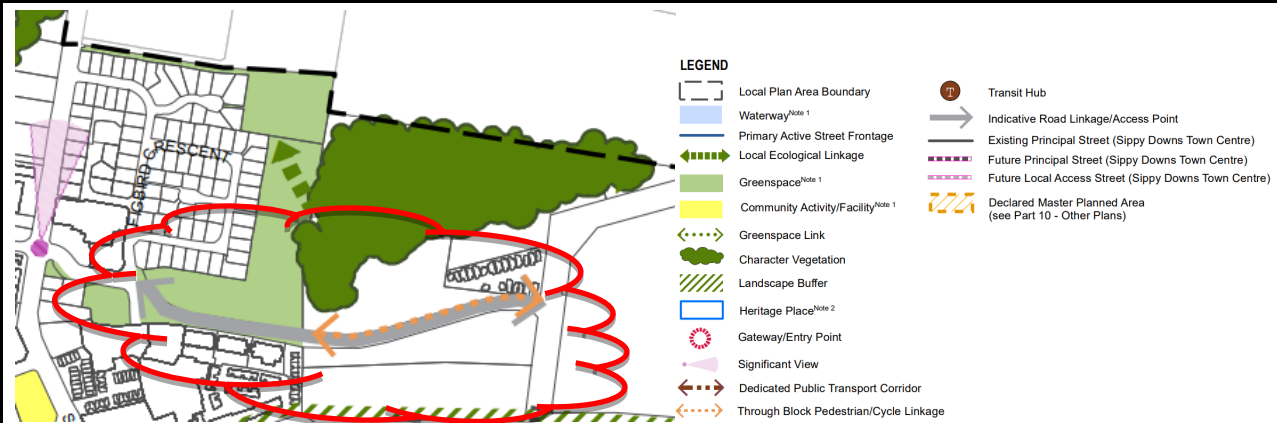 FIGBIRD CRESCENT
LEGEND
Local Plan Area Boundary
Waterway Note 1
Primary Active Street Frontage
Local Ecological Linkage
Greenspace Note 1
Community Activity/Facility Note 1
Greenspace Link
Character Vegetation
Landscape Buffer
Heritage Place Note 2
Gateway/Entry Point
Significant View
Dedicated Public Transport Corridor
Through Block Pedestrian/Cycle Linkage
T
Transit Hub
Indicative Road Linkage/Access Point
Existing Principal Street (Sippy Downs Town Centre)
Future Principal Street (Sippy Downs Town Centre)
Future Local Access Street (Sippy Downs Town Centre)
Declared Master Planned Area
(see Part 10 - Other Plans)